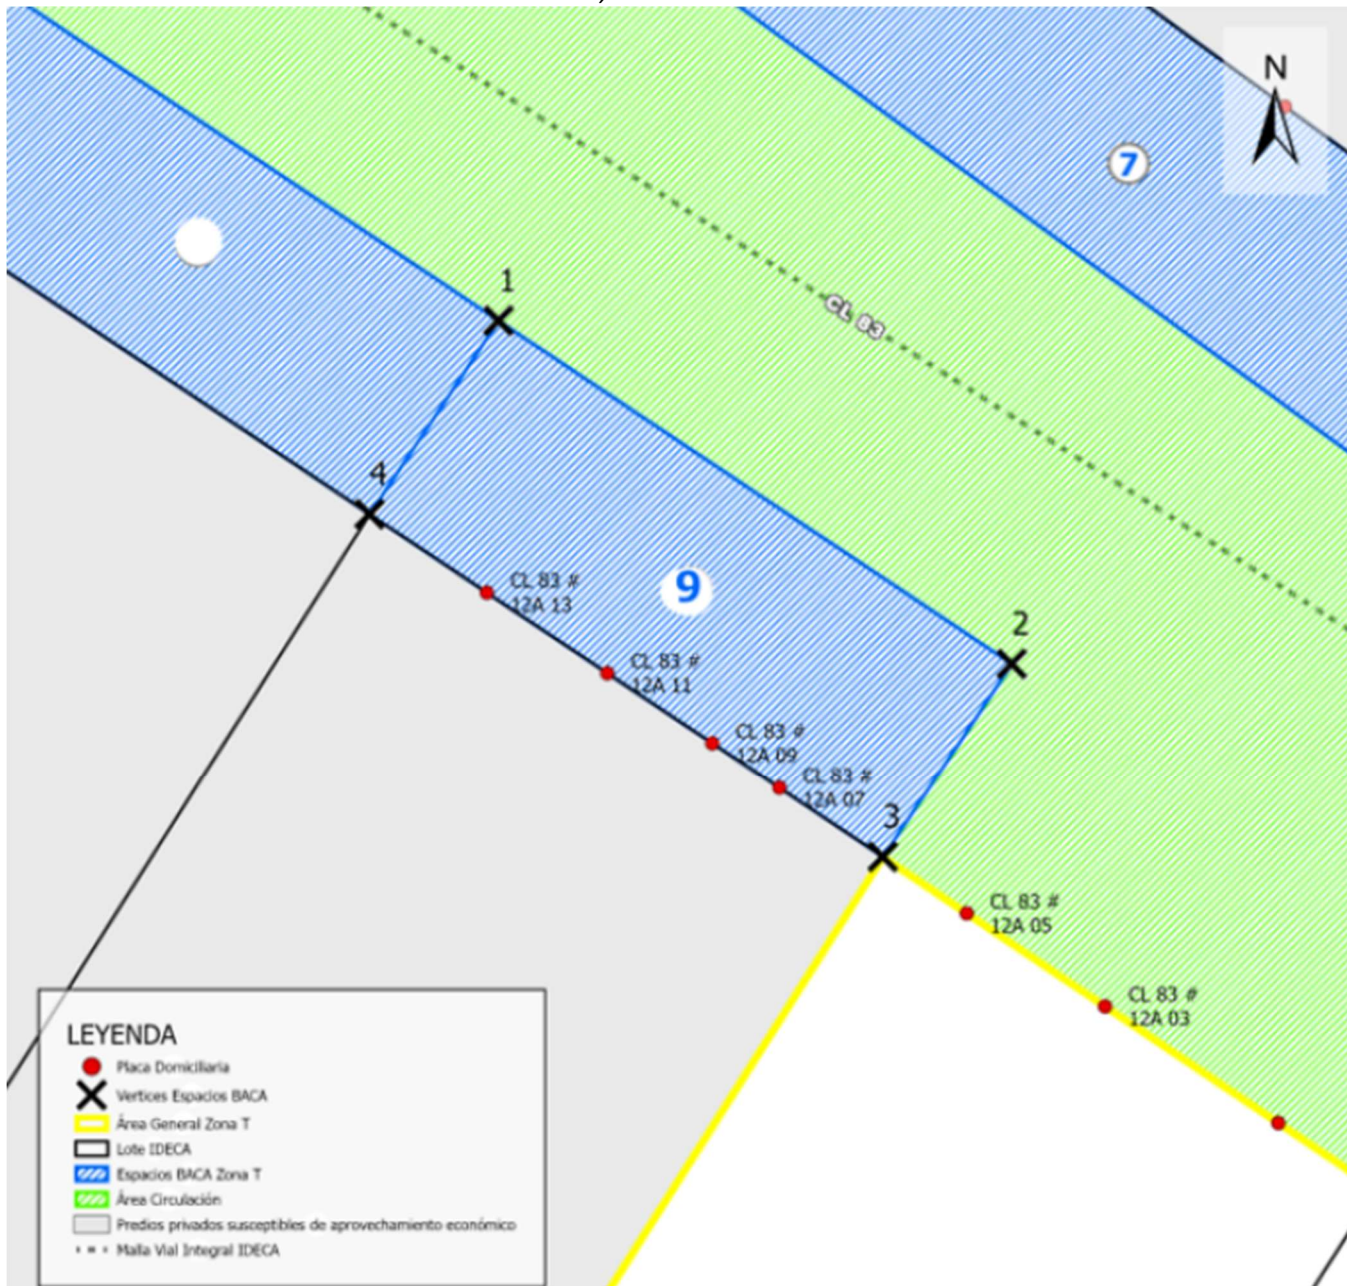 N
7
1
CL 83
4
CL 83 #
12A 13
9
2
CL 83 #
12A 11
CL 83 #
12A 09
CL 83 #
12A 07
3
CL 83 #
12A 05
CL 83 #
12A 03
LEYENDA
Placa Domiciliaria
Vertices Espacios BACA
Área General Zona T
Lote IDECA
Espacios BACA Zona T
Área Circulación
Predios privados susceptibles de aprovechamiento económico
Malla Vial Integral IDECA